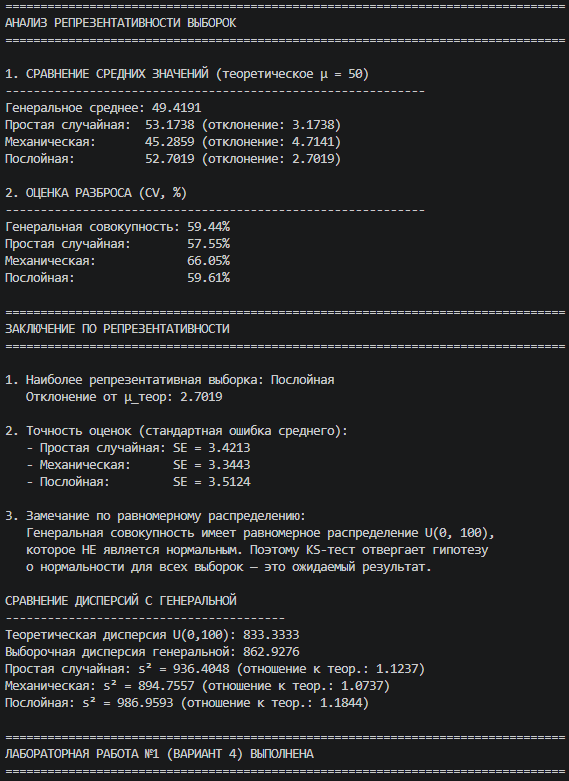 ================================================================================
АНАЛИЗ РЕПРЕЗЕНТАТИВНОСТИ ВЫБОРОК
================================================================================
1. СРАВНЕНИЕ СРЕДНИХ ЗНАЧЕНИЙ (теоретическое μ = 50)
------------------------------------------------------------
Генеральное среднее: 49.4191
Простая случайная:  53.1738 (отклонение: 3.1738)
Механическая:       45.2859 (отклонение: 4.7141)
Послойная:          52.7019 (отклонение: 2.7019)
2. ОЦЕНКА РАЗБРОСА (CV, %)
------------------------------------------------------------
Генеральная совокупность: 59.44%
Простая случайная:        57.55%
Механическая:             66.05%
Послойная:                59.61%
================================================================================
ЗАКЛЮЧЕНИЕ ПО РЕПРЕЗЕНТАТИВНОСТИ
================================================================================
1. Наиболее репрезентативная выборка: Послойная
   Отклонение от μ_теор: 2.7019
2. Точность оценок (стандартная ошибка среднего):
   - Простая случайная: SE = 3.4213
   - Механическая:      SE = 3.3443
   - Послойная:         SE = 3.5124
3. Замечание по равномерному распределению:
   Генеральная совокупность имеет равномерное распределение U(0, 100),
   которое НЕ является нормальным. Поэтому KS-тест отвергает гипотезу
   о нормальности для всех выборок — это ожидаемый результат.
СРАВНЕНИЕ ДИСПЕРСИЙ С ГЕНЕРАЛЬНОЙ
----------------------------------------
Теоретическая дисперсия U(0,100): 833.3333
Выборочная дисперсия генеральной: 862.9276
Простая случайная: s² = 936.4048 (отношение к теор.: 1.1237)
Механическая: s² = 894.7557 (отношение к теор.: 1.0737)
Послойная: s² = 986.9593 (отношение к теор.: 1.1844)
================================================================================
ЛАБОРАТОРНАЯ РАБОТА №1 (ВАРИАНТ 4) ВЫПОЛНЕНА
================================================================================